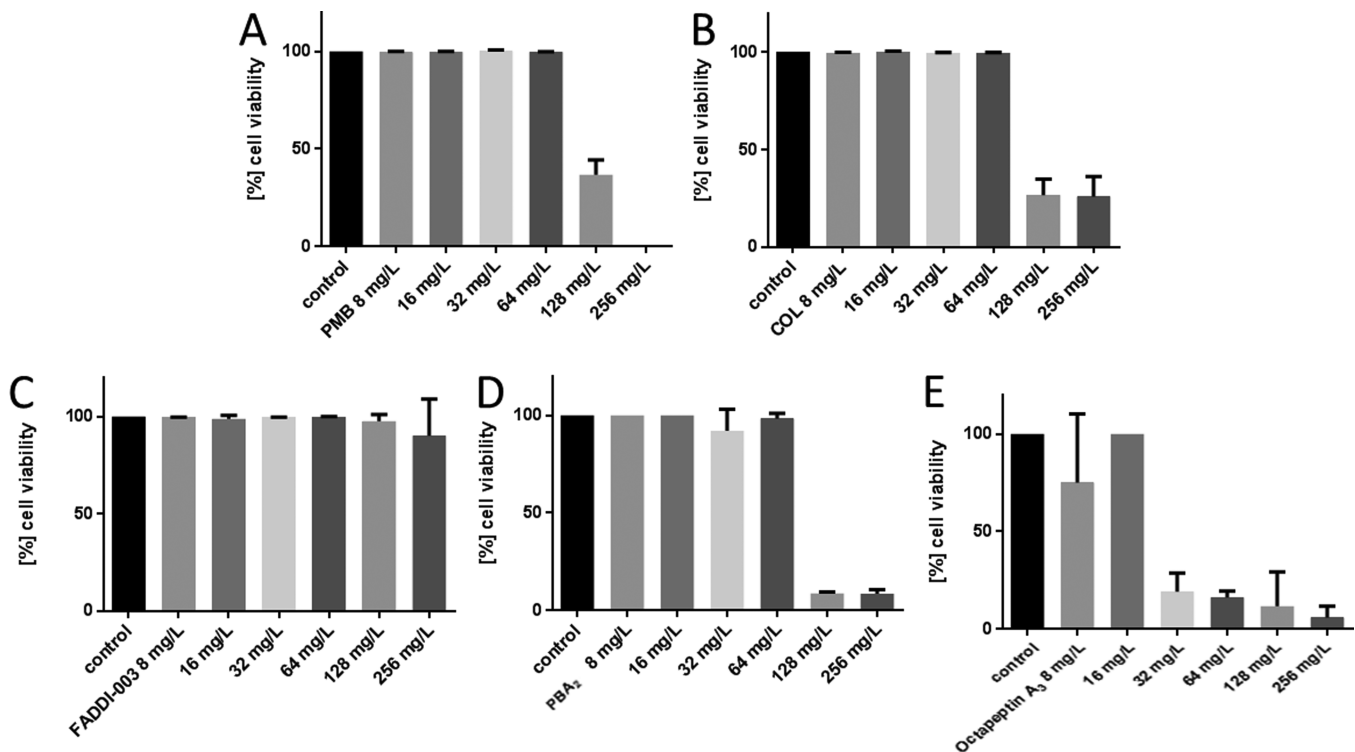 A
[%] cell viability
100
50
0
control
PMB 8 mg/L
16 mg/L
32 mg/L
64 mg/L
128 mg/L
256 mg/L
B
[%] cell viability
100
50
0
control
COL 8 mg/L
16 mg/L
32 mg/L
64 mg/L
128 mg/L
256 mg/L
C
[%] cell viability
100
50
0
control
FADDI-003 8 mg/L
16 mg/L
32 mg/L
64 mg/L
128 mg/L
256 mg/L
D
[%] cell viability
100
50
0
control
PBA₂ 8 mg/L
16 mg/L
32 mg/L
64 mg/L
128 mg/L
256 mg/L
E
[%] cell viability
100
50
0
control
Octapeptin A₃ 8 mg/L
16 mg/L
32 mg/L
64 mg/L
128 mg/L
256 mg/L